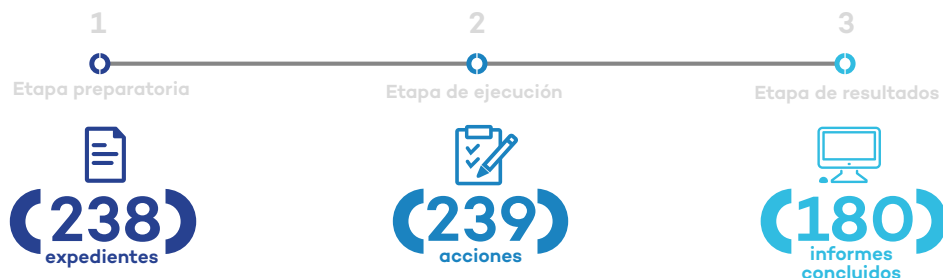 1
2
3
Etapa preparatoria
Etapa de ejecución
Etapa de resultados
238
expedientes
239
acciones
180
informes
concluidos